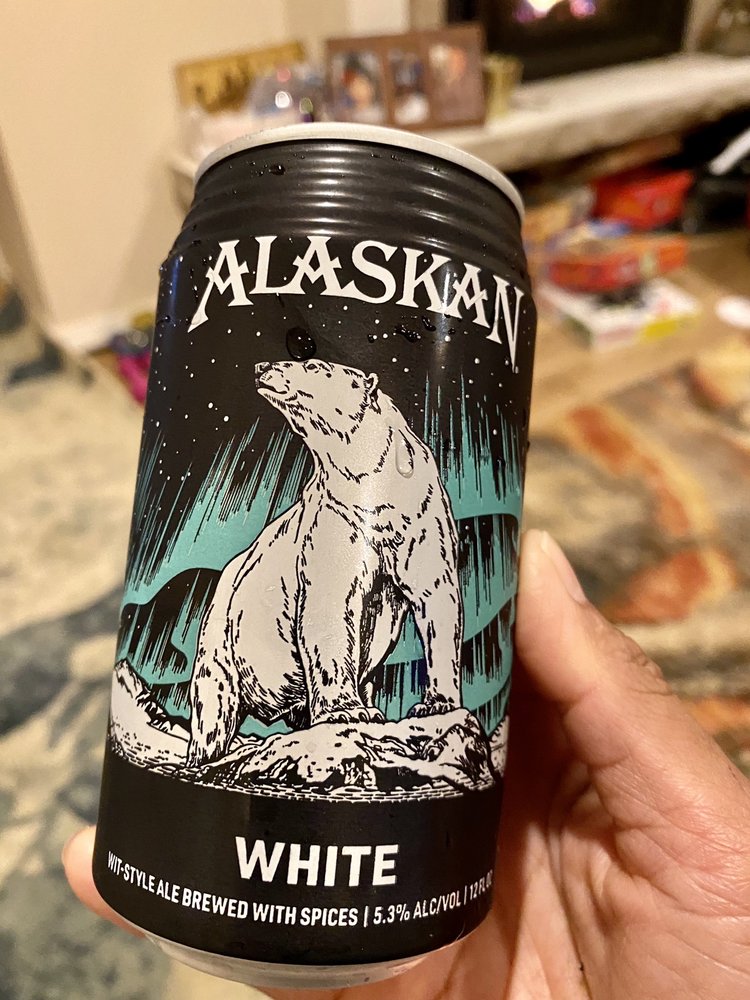 ALASKAN
WHITE
WIT-STYLE ALE BREWED WITH SPICES | 5.3% ALC/VOL | 12 FL OZ